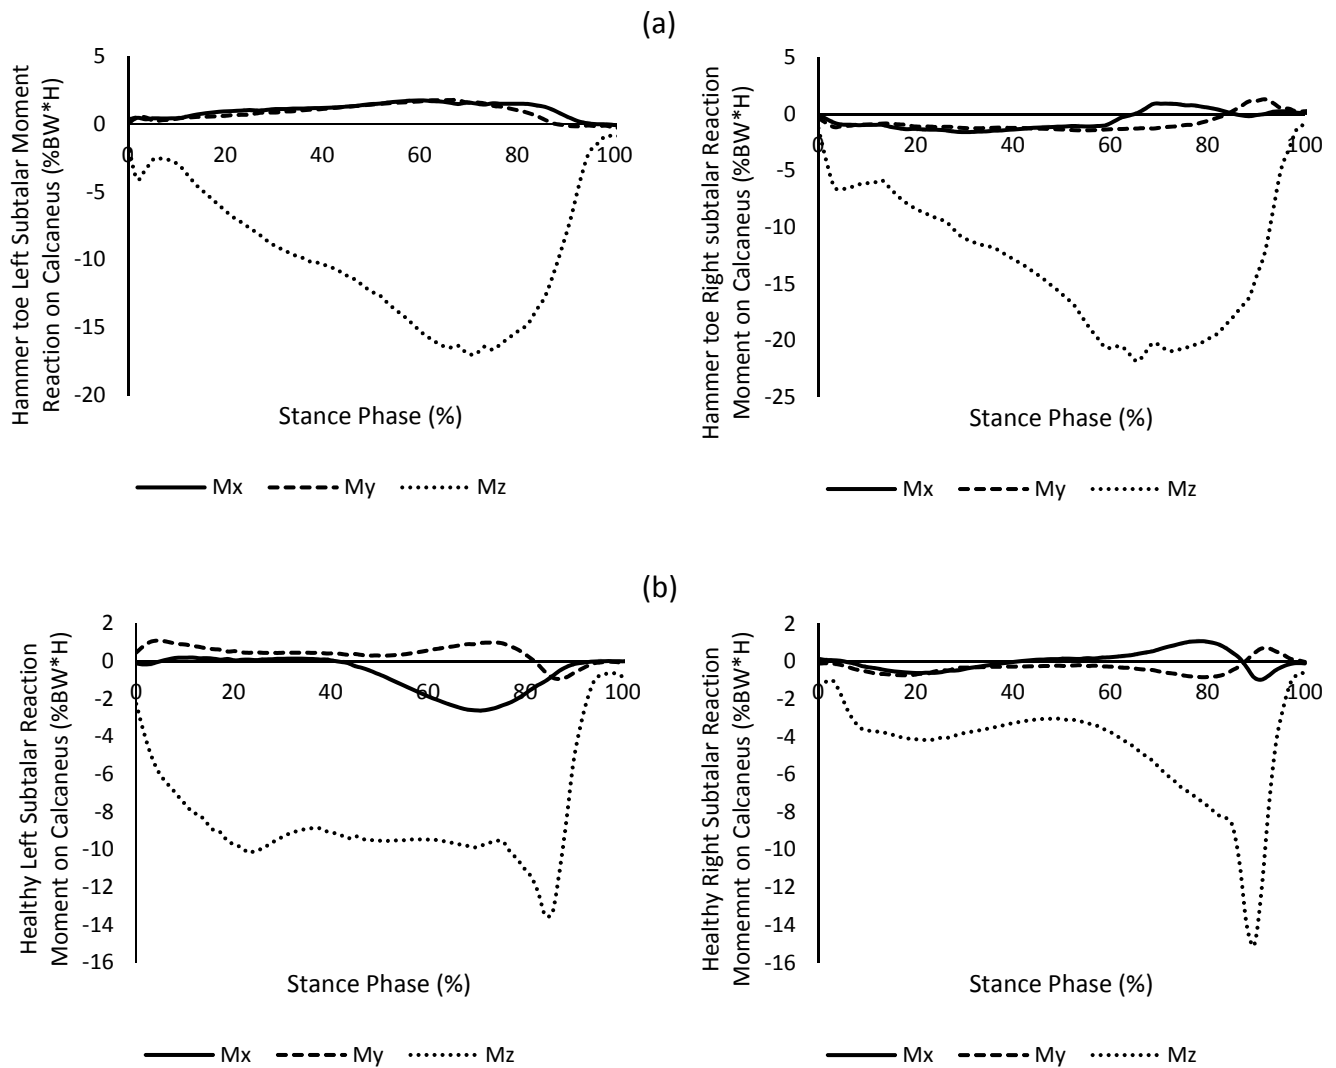 (a)
Hammer toe Left Subtalar Moment
Reaction on Calcaneus (%BW*H)
5
0
-5
-10
-15
-20
0 20 40 60 80 100
Stance Phase (%)
Mx My Mz
Hammer toe Right subtalar Reaction
Moment on Calcaneus (%BW*H)
5
0
-5
-10
-15
-20
-25
0 20 40 60 80 100
Stance Phase (%)
Mx My Mz
(b)
Healthy Left Subtalar Reaction
Moment on Calcaneus (%BW*H)
2
0
-2
-4
-6
-8
-10
-12
-14
-16
0 20 40 60 80 100
Stance Phase (%)
Mx My Mz
Healthy Right Subtalar Reaction
Momemnt on Calcaneus (%BW*H)
2
0
-2
-4
-6
-8
-10
-12
-14
-16
0 20 40 60 80 100
Stance Phase (%)
Mx My Mz